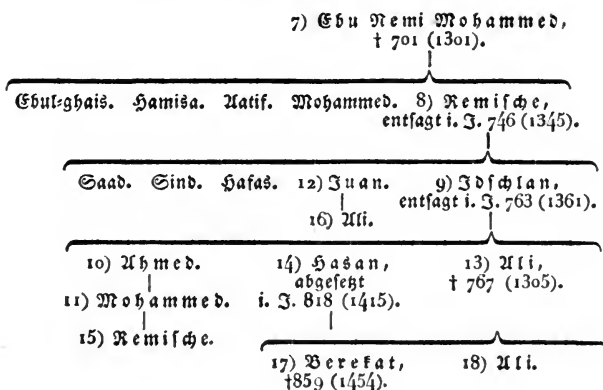 7) Ebu Nemi Mohammed,
† 701 (1301).
Ebul-ghais. Hamisa. Aatif. Mohammed. 8) Remische,
entsagt i. J. 746 (1345).
Saad. Sind. Hafas. 12) Juan. 9) Idschlan,
entsagt i. J. 763 (1361).
16) Ali.
10) Ahmed. 14) Hasan, 13) Ali,
abgesetzt † 767 (1305).
11) Mohammed. i. J. 818 (1415).
15) Remische.
17) Berekat, 18) Ali.
†859 (1454).